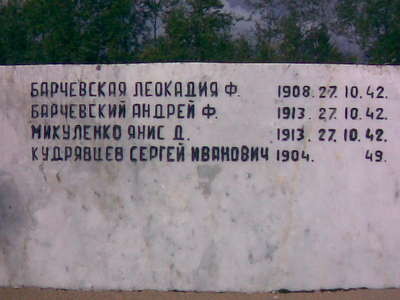 БАРЧЕВСКАЯ ЛЕОКАДИЯ Ф. 1908. 27. 10. 42.
БАРЧЕВСКИЙ АНДРЕЙ Ф. 1913. 27. 10. 42.
МИКУЛЕНКО ЯНИС Д. 1913. 27. 10. 42.
КУДРЯВЦЕВ СЕРГЕЙ ИВАНОВИЧ 1904. 49.